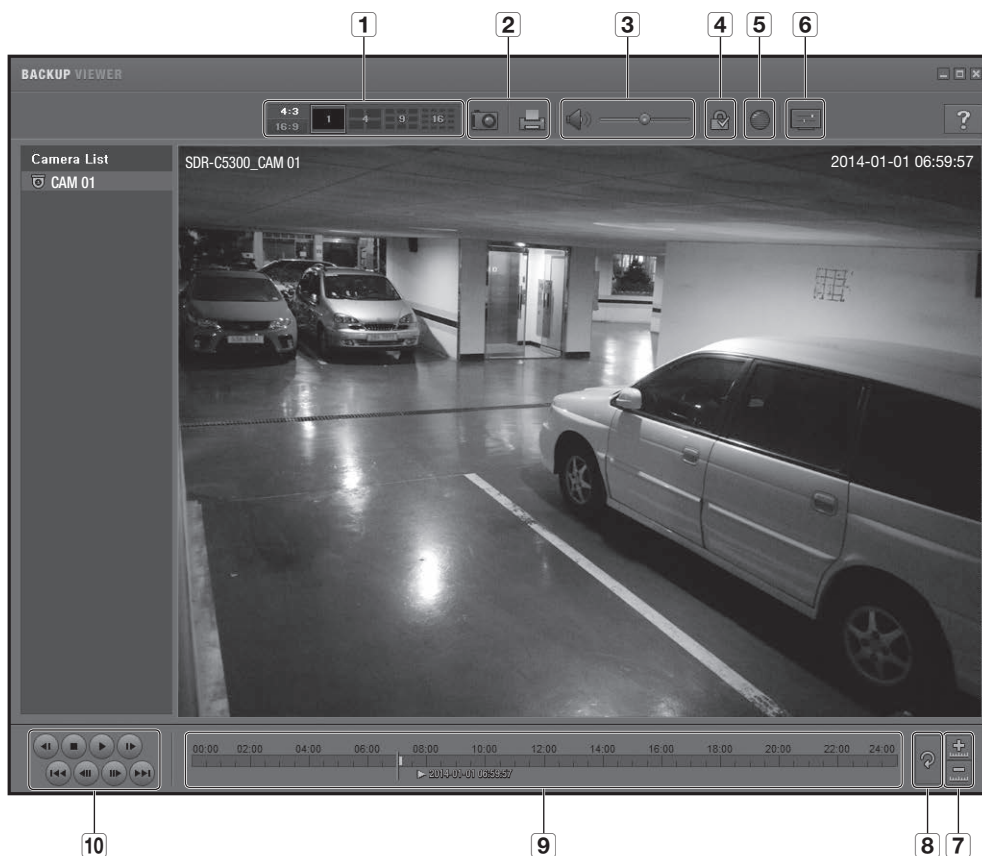 1 2 3 4 5 6
BACKUP VIEWER
4:3
16:9
1 4 9 16
?
Camera List
CAM 01
SDR-C5300_CAM 01
2014-01-01 06:59:57
00:00 02:00 04:00 06:00 08:00 10:00 12:00 14:00 16:00 18:00 20:00 22:00 24:00
2014-01-01 06:59:57
10 9 8 7